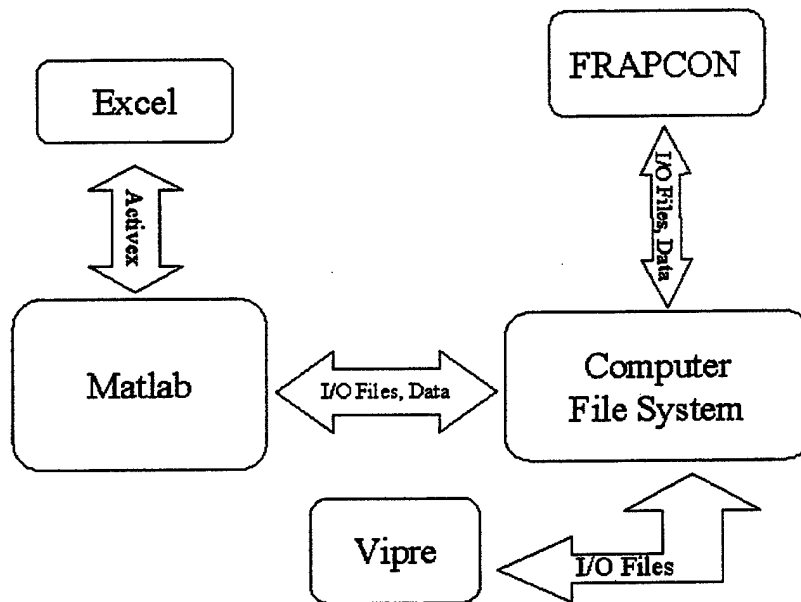 FRAPCON
Excel
I/O Files, Data
Activex
Matlab
I/O Files, Data
Computer
File System
Vipre
I/O Files